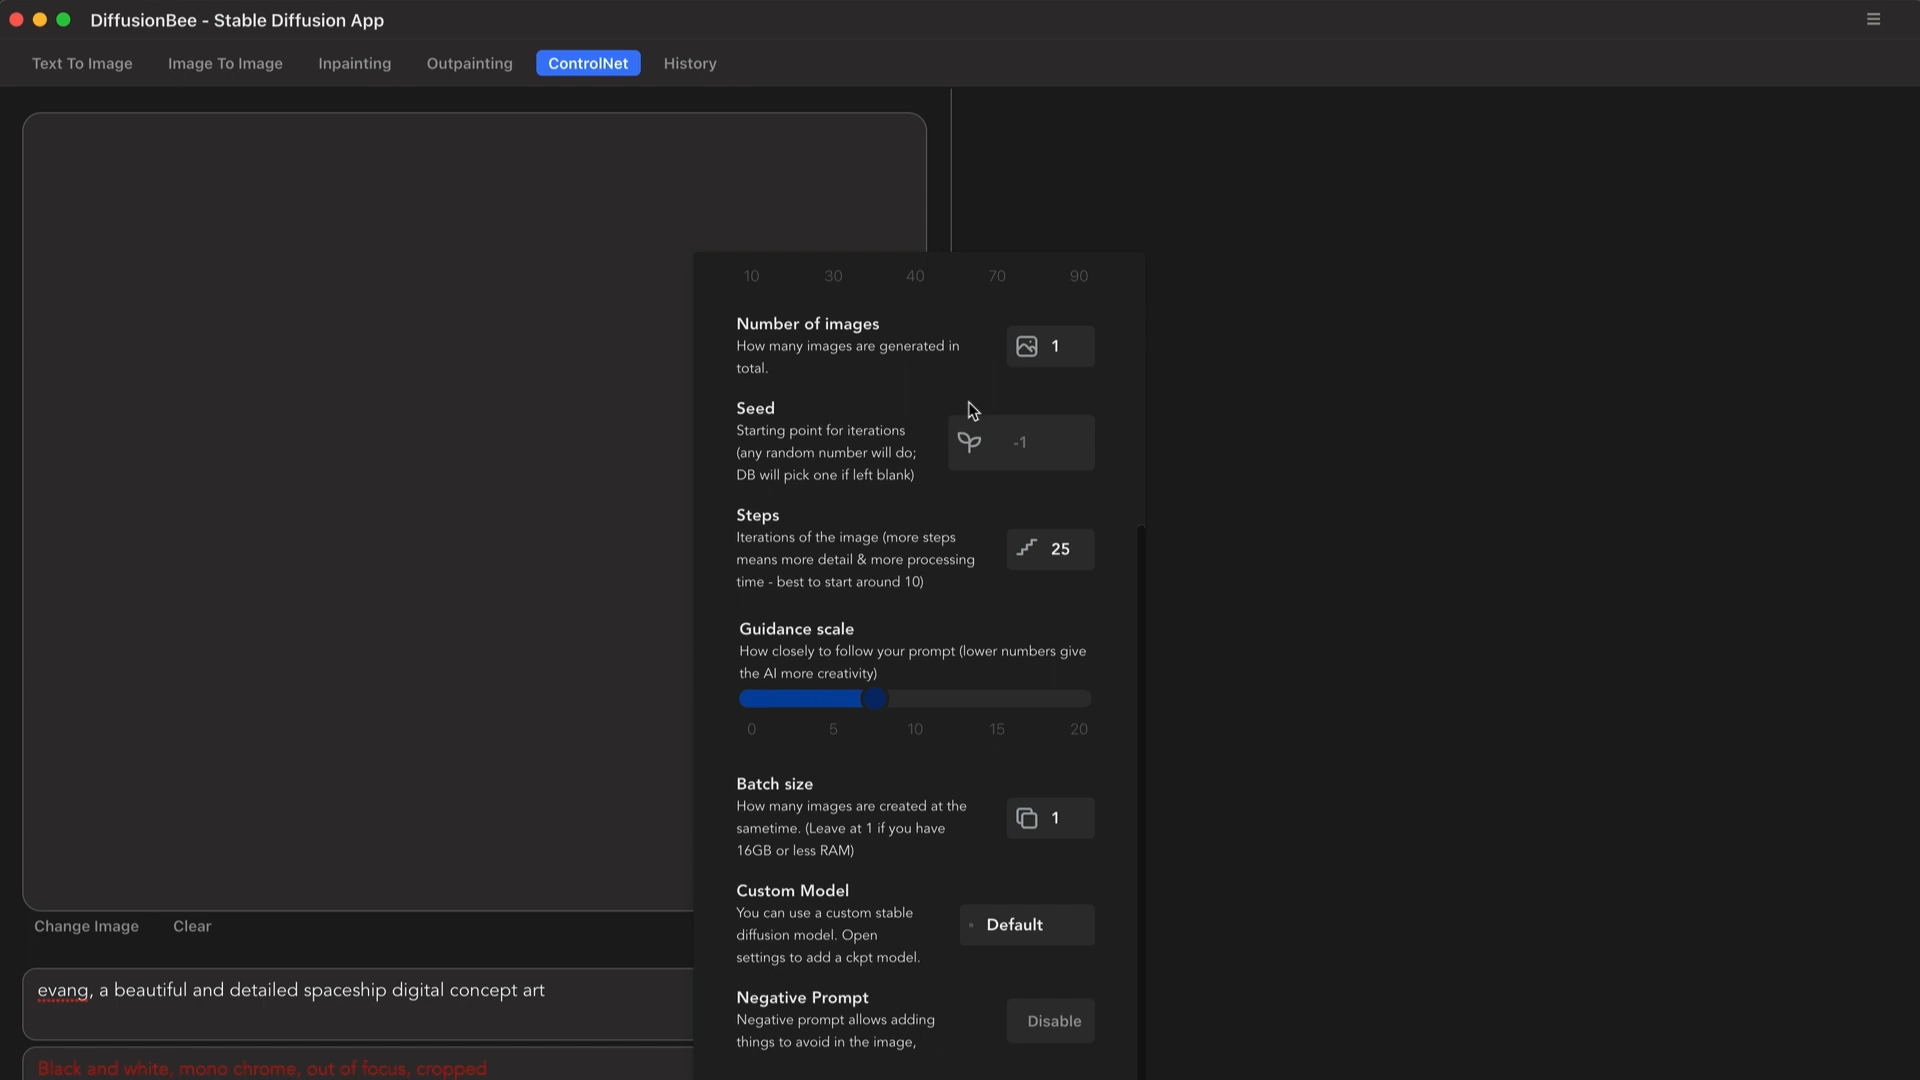 DiffusionBee - Stable Diffusion App
Text To Image Image To Image Inpainting Outpainting ControlNet History
10 30 40 70 90
Number of images
How many images are generated in
total.
1
Seed
Starting point for iterations
(any random number will do;
DB will pick one if left blank)
-1
Steps
Iterations of the image (more steps
means more detail & more processing
time - best to start around 10)
25
Guidance scale
How closely to follow your prompt (lower numbers give
the AI more creativity)
0 5 10 15 20
Batch size
How many images are created at the
sametime. (Leave at 1 if you have
16GB or less RAM)
1
Custom Model
You can use a custom stable
diffusion model. Open
settings to add a ckpt model.
Default
Negative Prompt
Negative prompt allows adding
things to avoid in the image,
Disable
Change Image Clear
evang, a beautiful and detailed spaceship digital concept art
Black and white, mono chrome, out of focus, cropped